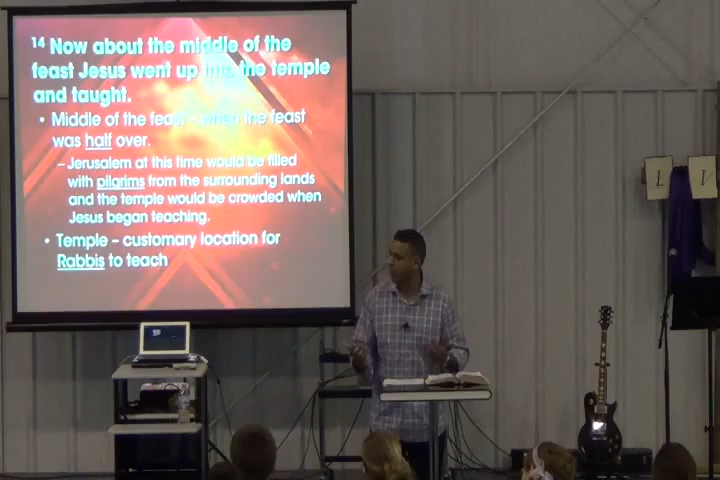 14 Now about the middle of the
feast Jesus went up into the temple
and taught.
• Middle of the feast - when the feast
was half over.
– Jerusalem at this time would be filled
with pilgrims from the surrounding lands
and the temple would be crowded when
Jesus began teaching.
• Temple – customary location for
Rabbis to teach
L